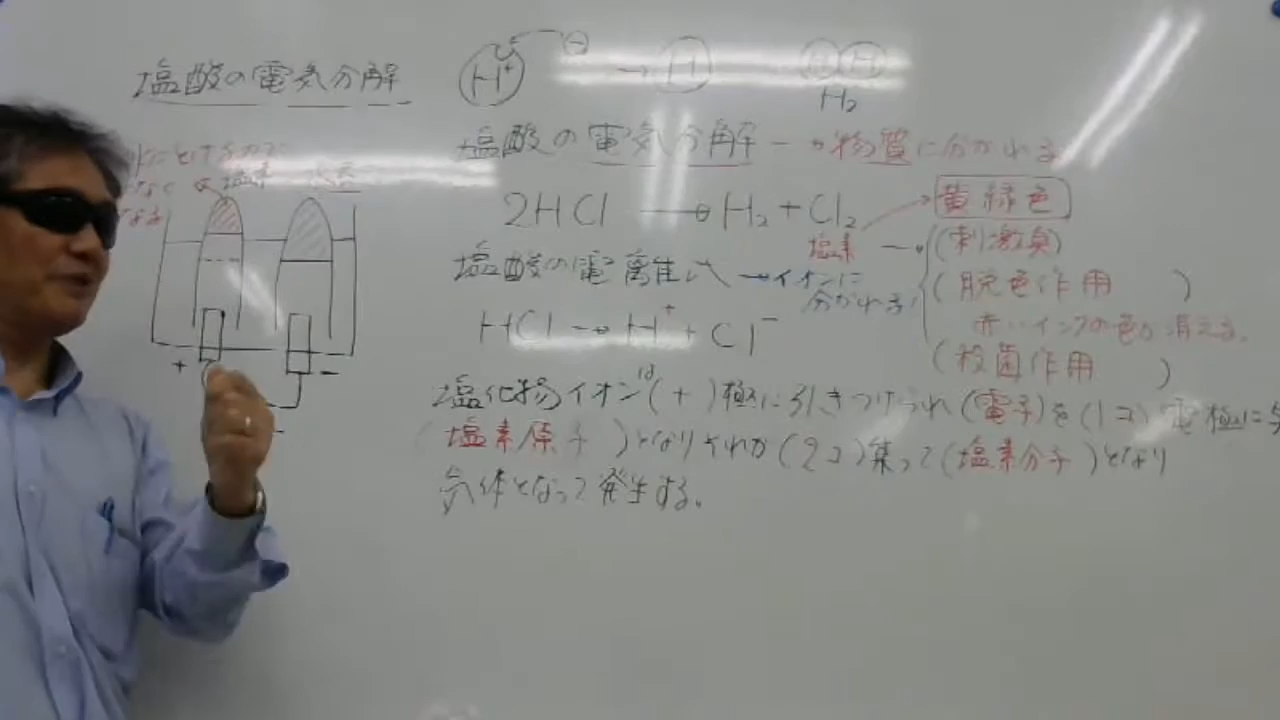 塩酸の電気分解
H⁺ ⊖ → H HH
H₂
塩酸の電気分解 → 物質に分かれる
塩素
+ −
2HCl → H₂ + Cl₂
塩素 → 黄緑色
(刺激臭)
(脱色作用 )
赤いインクの色が消える。
(殺菌作用 )
塩酸の電離式 → イオンに
分かれる
HCl → H⁺ + Cl⁻
塩化物イオンは(+)極に引きつけられ(電子)を(1コ)電極に
(塩素原子 )となりそれが(2コ)集って(塩素分子 )となり
気体となって発生する。